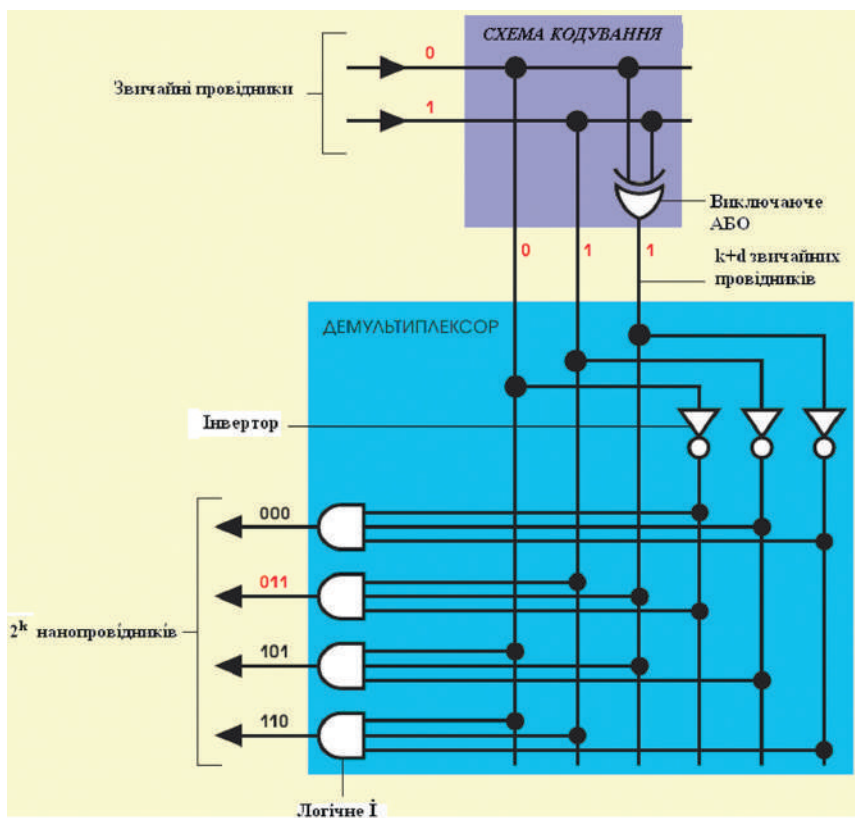 СХЕМА КОДУВАННЯ
0
Звичайні провідники
1
Виключаюче
АБО
0 1 1
k+d звичайних
провідників
ДЕМУЛЬТИПЛЕКСОР
Інвертор
000
011
2ᵏ нанопровідників
101
110
Логічне І